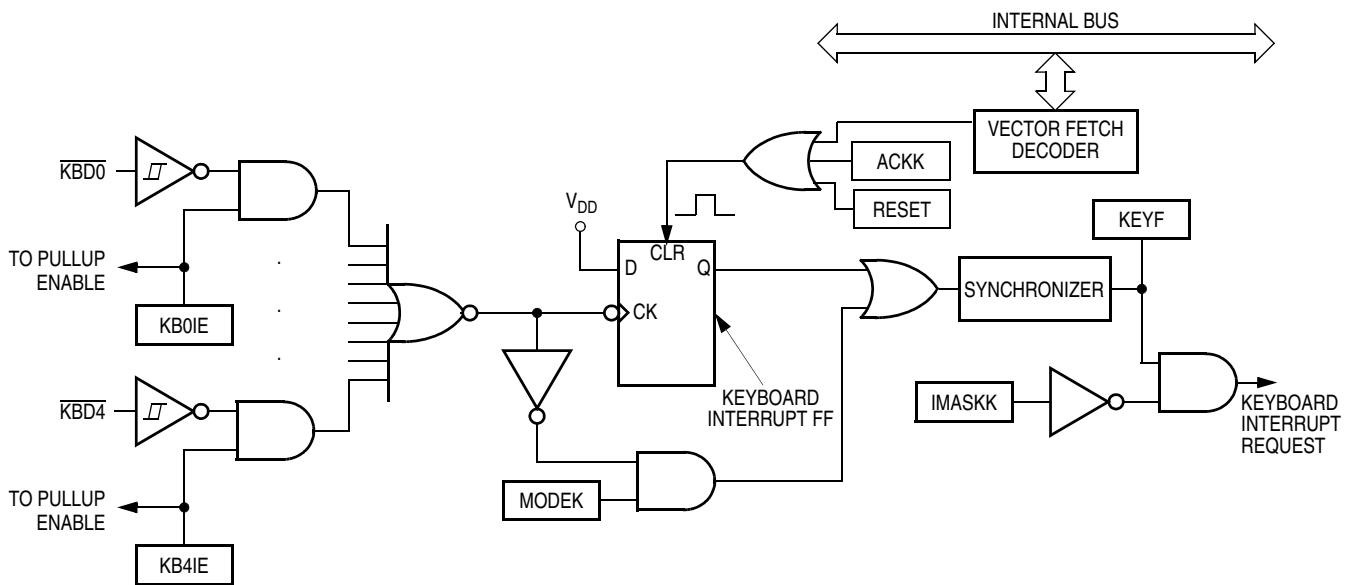 INTERNAL BUS
VECTOR FETCH
DECODER
ACKK
RESET
KBD0
VDD
KEYF
TO PULLUP
ENABLE
CLR
D
Q
CK
SYNCHRONIZER
KB0IE
KBD4
KEYBOARD
INTERRUPT FF
IMASKK
KEYBOARD
INTERRUPT
REQUEST
TO PULLUP
ENABLE
MODEK
KB4IE